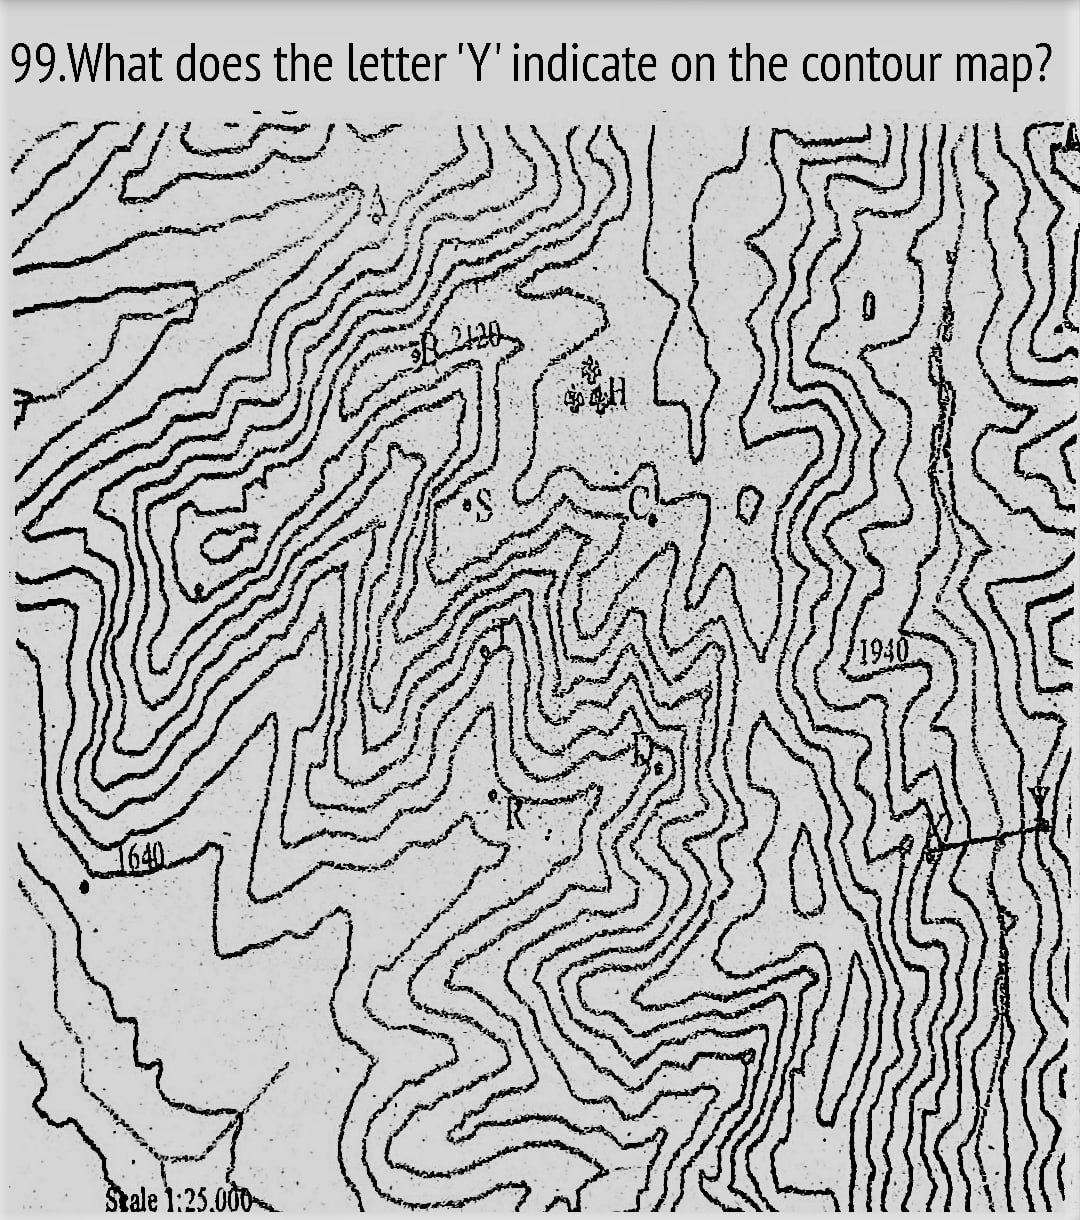 99.What does the letter 'Y' indicate on the contour map?
A
B 2120
H
S
C
T
1940
D
Y
X
R
1640
Scale 1:25,000